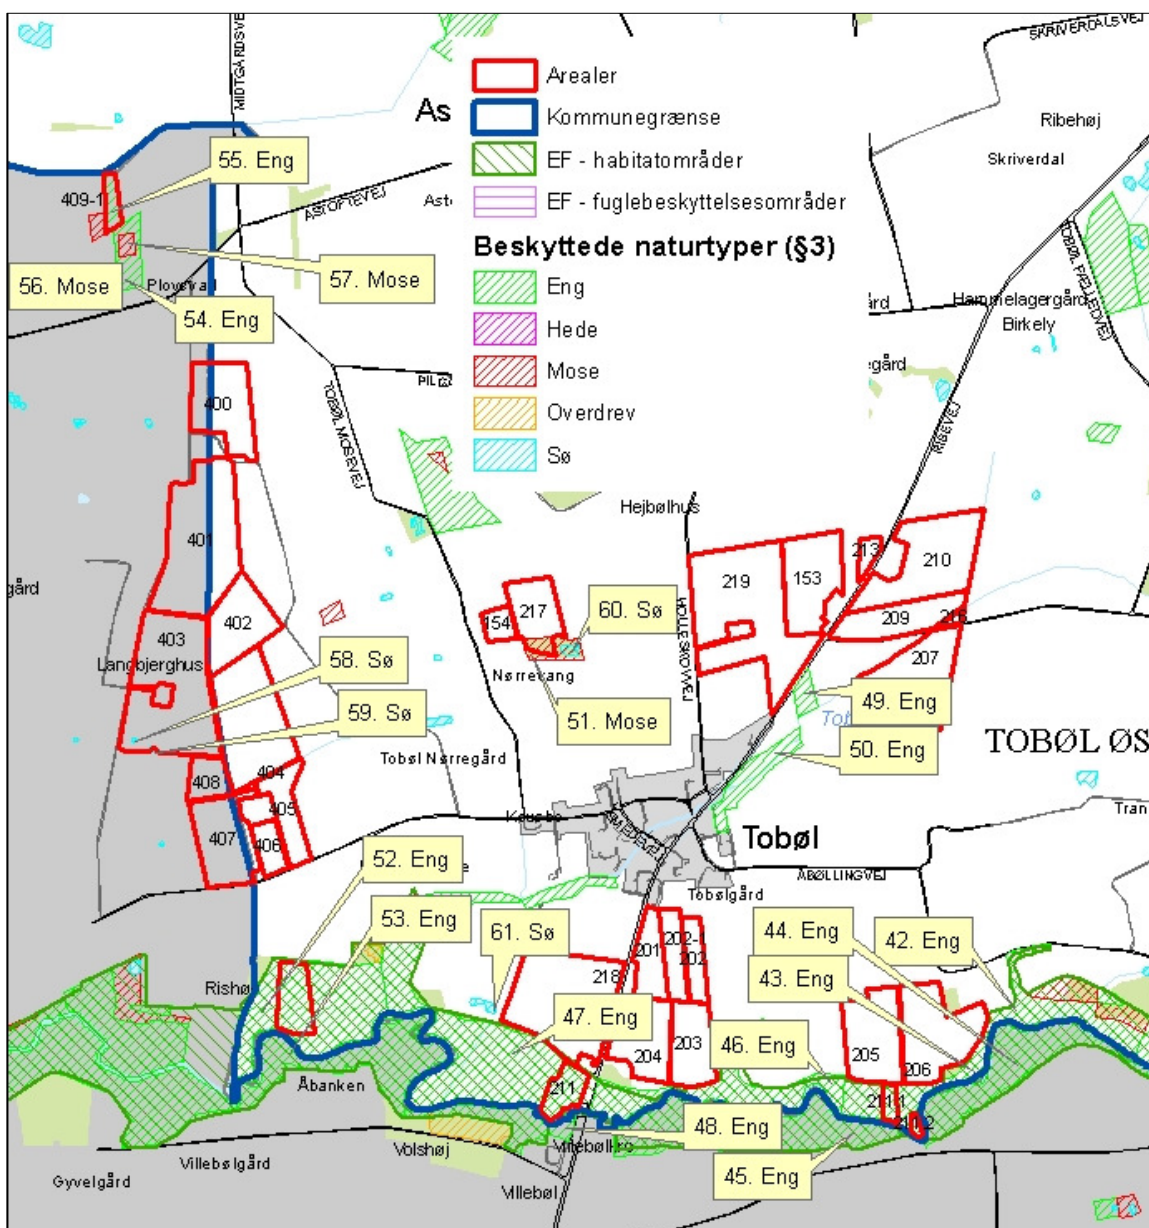 SKRIVERDALSVEJ
MIDTGÅRDSVEJ
Arealer
Kommunegrænse
EF - habitatområder
EF - fuglebeskyttelsesområder
Beskyttede naturtyper (§3)
Eng
Hede
Mose
Overdrev
Sø
Ribehøj
Skriverdal
55. Eng
409-1
ÅSTOFTEVEJ
TOBØL FÆLLEDVEJ
56. Mose
57. Mose
54. Eng
Hammelagergård
Birkely
TOBØL MOSEVEJ
400
RIBEVEJ
Hejbølhus
401
213
210
219
153
60. Sø
217
154
402
209
216
207
403
Langbjerghus
58. Sø
59. Sø
Nørrevang
51. Mose
49. Eng
50. Eng
TOBØL ØS
Tobøl Nørregård
404
408
405
407
406
Tobøl
52. Eng
53. Eng
Tobølgård
ÅBØLLINGVEJ
61. Sø
201
202-1
202
218
44. Eng
42. Eng
43. Eng
47. Eng
46. Eng
204
203
205
206
211
Åbanken
48. Eng
45. Eng
Volshøj
Villebølgård
Gyvelgård
Villebøl